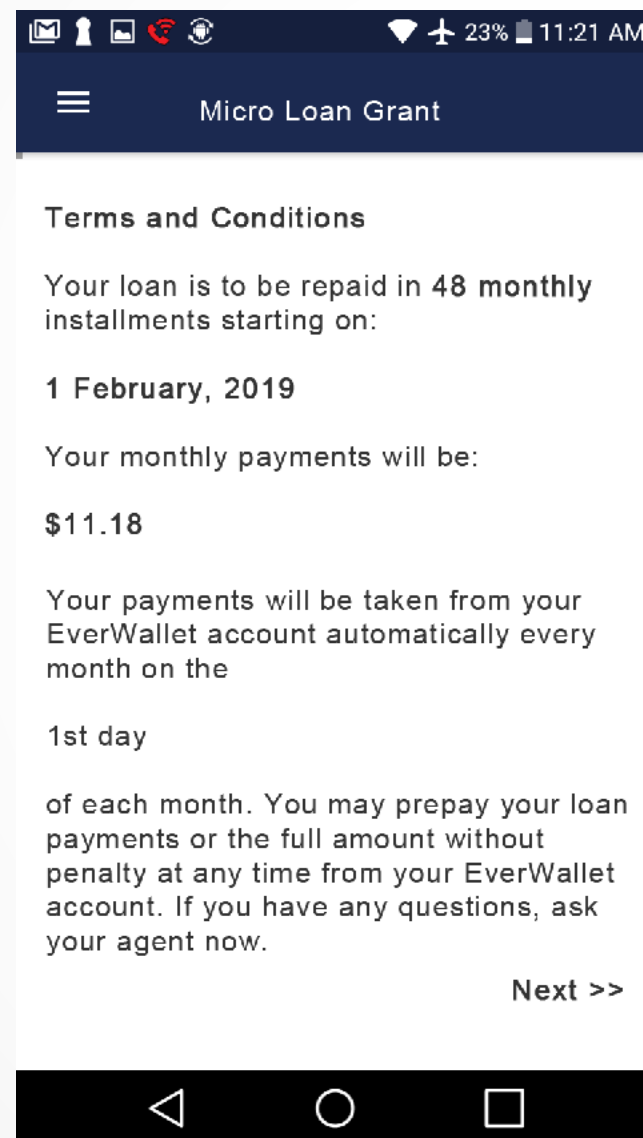 23% 11:21 AM
Micro Loan Grant
Terms and Conditions
Your loan is to be repaid in 48 monthly
installments starting on:
1 February, 2019
Your monthly payments will be:
$11.18
Your payments will be taken from your
EverWallet account automatically every
month on the
1st day
of each month. You may prepay your loan
payments or the full amount without
penalty at any time from your EverWallet
account. If you have any questions, ask
your agent now.
Next >>